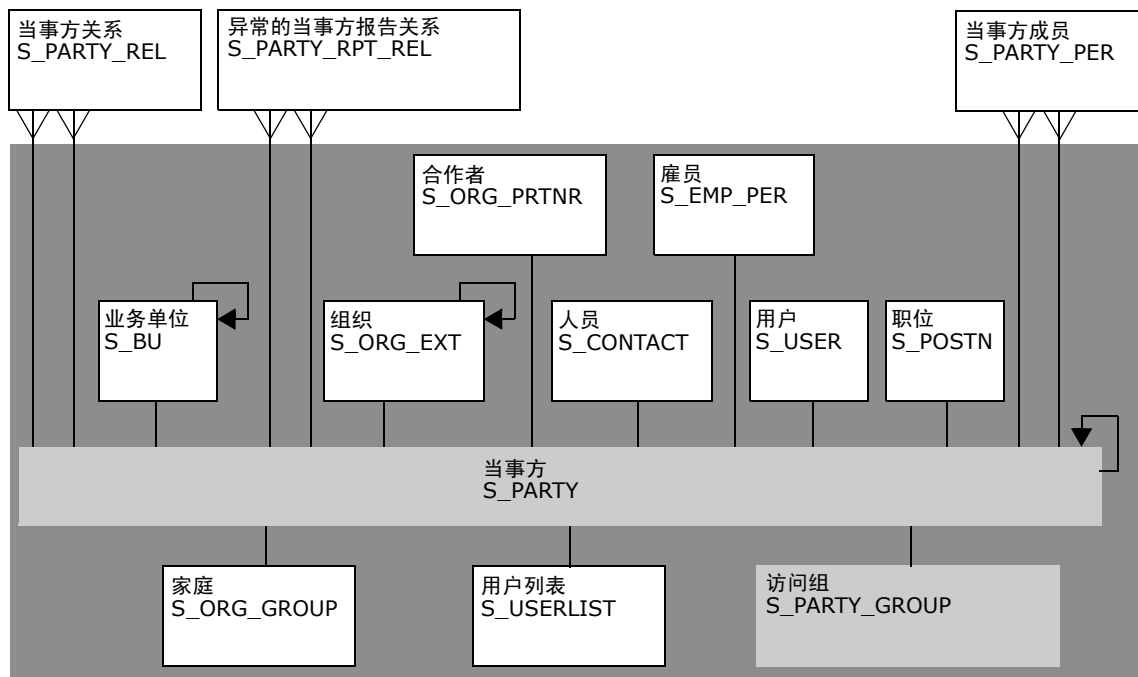 当事方关系
S_PARTY_REL
异常的当事方报告关系
S_PARTY_RPT_REL
当事方成员
S_PARTY_PER
合作者
S_ORG_PRTNR
雇员
S_EMP_PER
业务单位
S_BU
组织
S_ORG_EXT
人员
S_CONTACT
用户
S_USER
职位
S_POSTN
当事方
S_PARTY
家庭
S_ORG_GROUP
用户列表
S_USERLIST
访问组
S_PARTY_GROUP